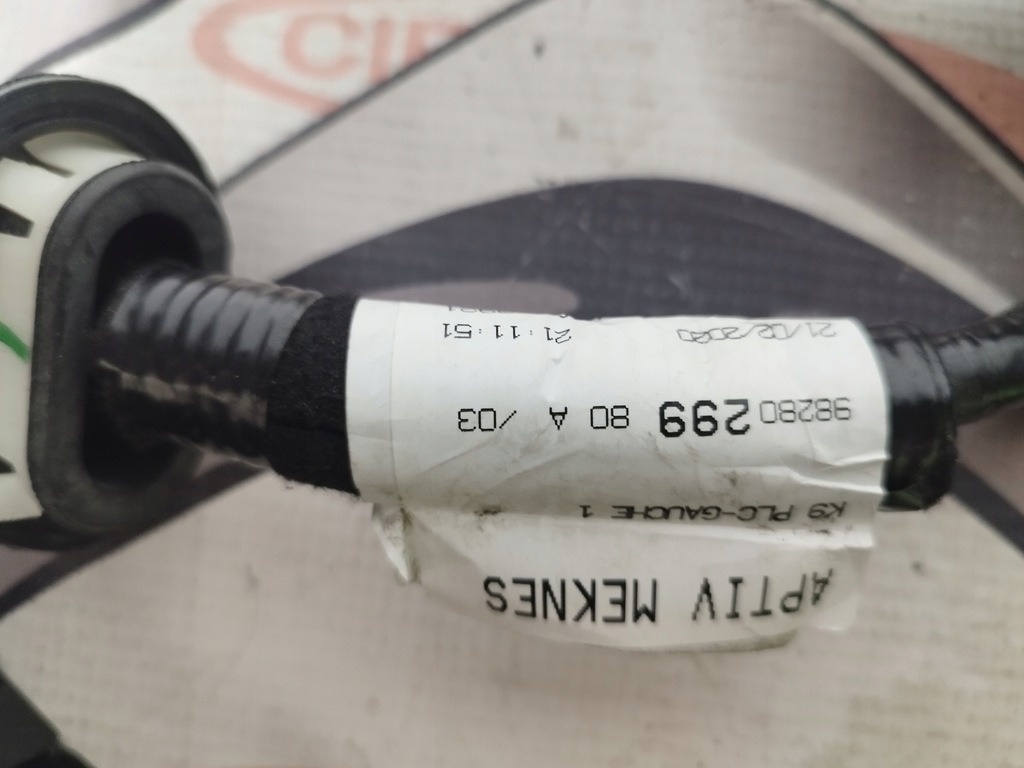 APTIV MEKNES
K9 PLC-GAUCHE 1
98280 299 80 A /03
21/02/2020 21:11:51